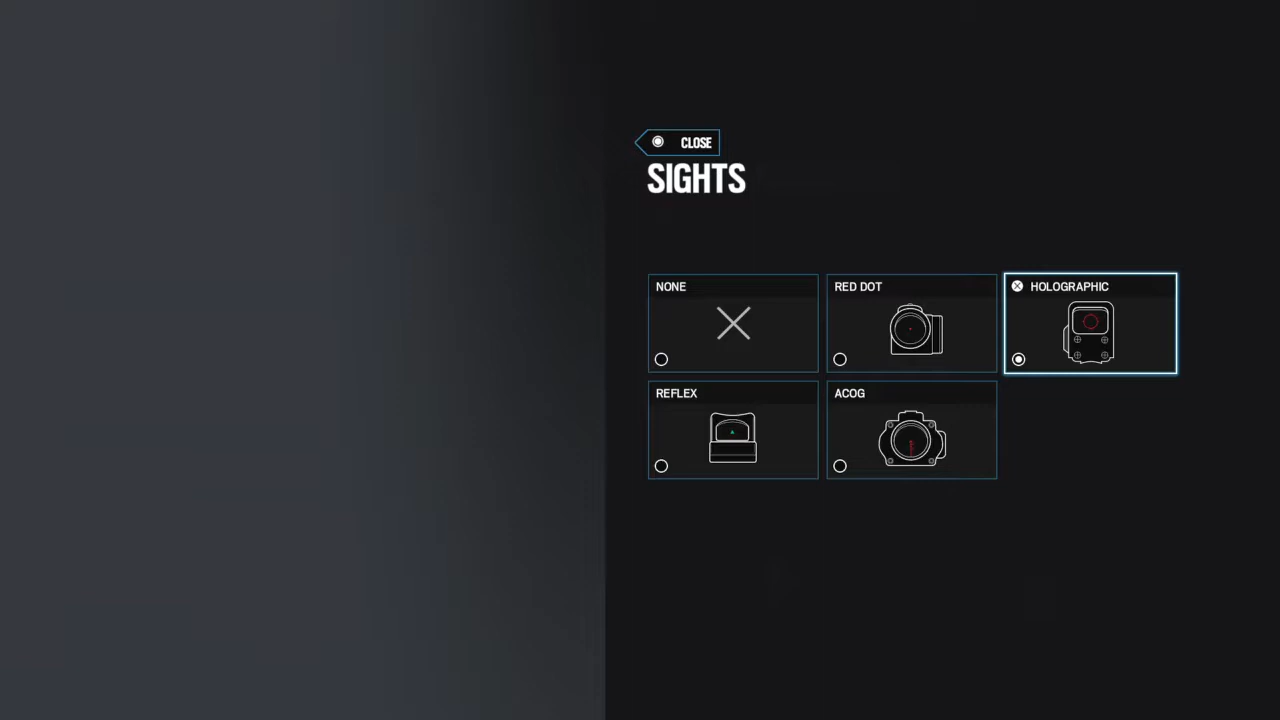 CLOSE
SIGHTS
NONE
RED DOT
HOLOGRAPHIC
REFLEX
ACOG